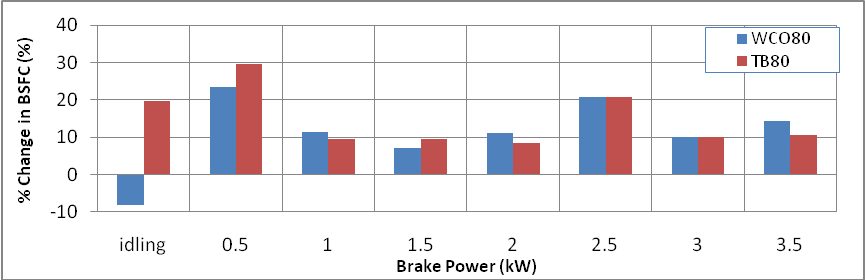 % Change in BSFC (%)
40
30
20
10
0
-10
WCO80
TB80
idling 0.5 1 1.5 2 2.5 3 3.5
Brake Power (kW)